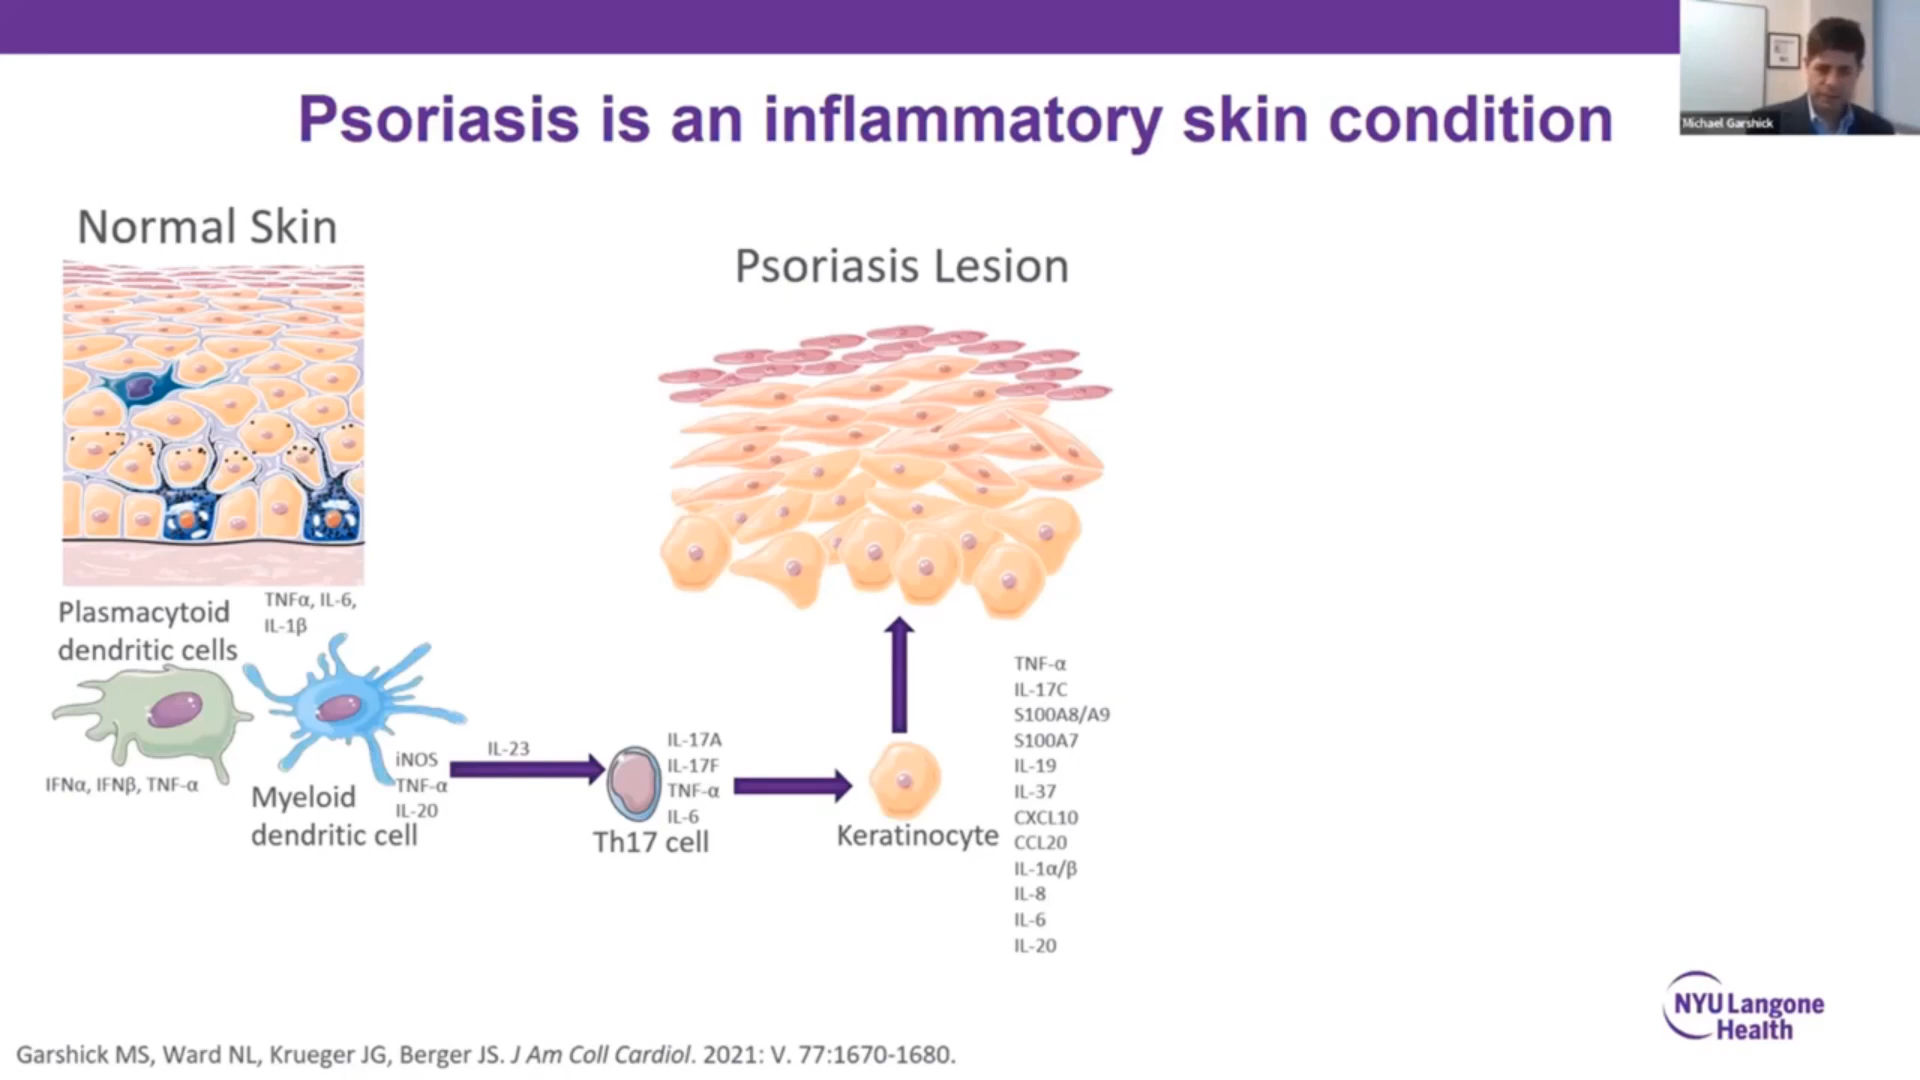 Psoriasis is an inflammatory skin condition
Michael Garshick
Normal Skin
Psoriasis Lesion
Plasmacytoid
dendritic cells
TNFα, IL-6,
IL-1β
IFNα, IFNβ, TNF-α
Myeloid
dendritic cell
iNOS
TNF-α
IL-20
IL-23
IL-17A
IL-17F
TNF-α
IL-6
Th17 cell
Keratinocyte
TNF-α
IL-17C
S100A8/A9
S100A7
IL-19
IL-37
CXCL10
CCL20
IL-1α/β
IL-8
IL-6
IL-20
NYU Langone
Health
Garshick MS, Ward NL, Krueger JG, Berger JS. J Am Coll Cardiol. 2021: V. 77:1670-1680.